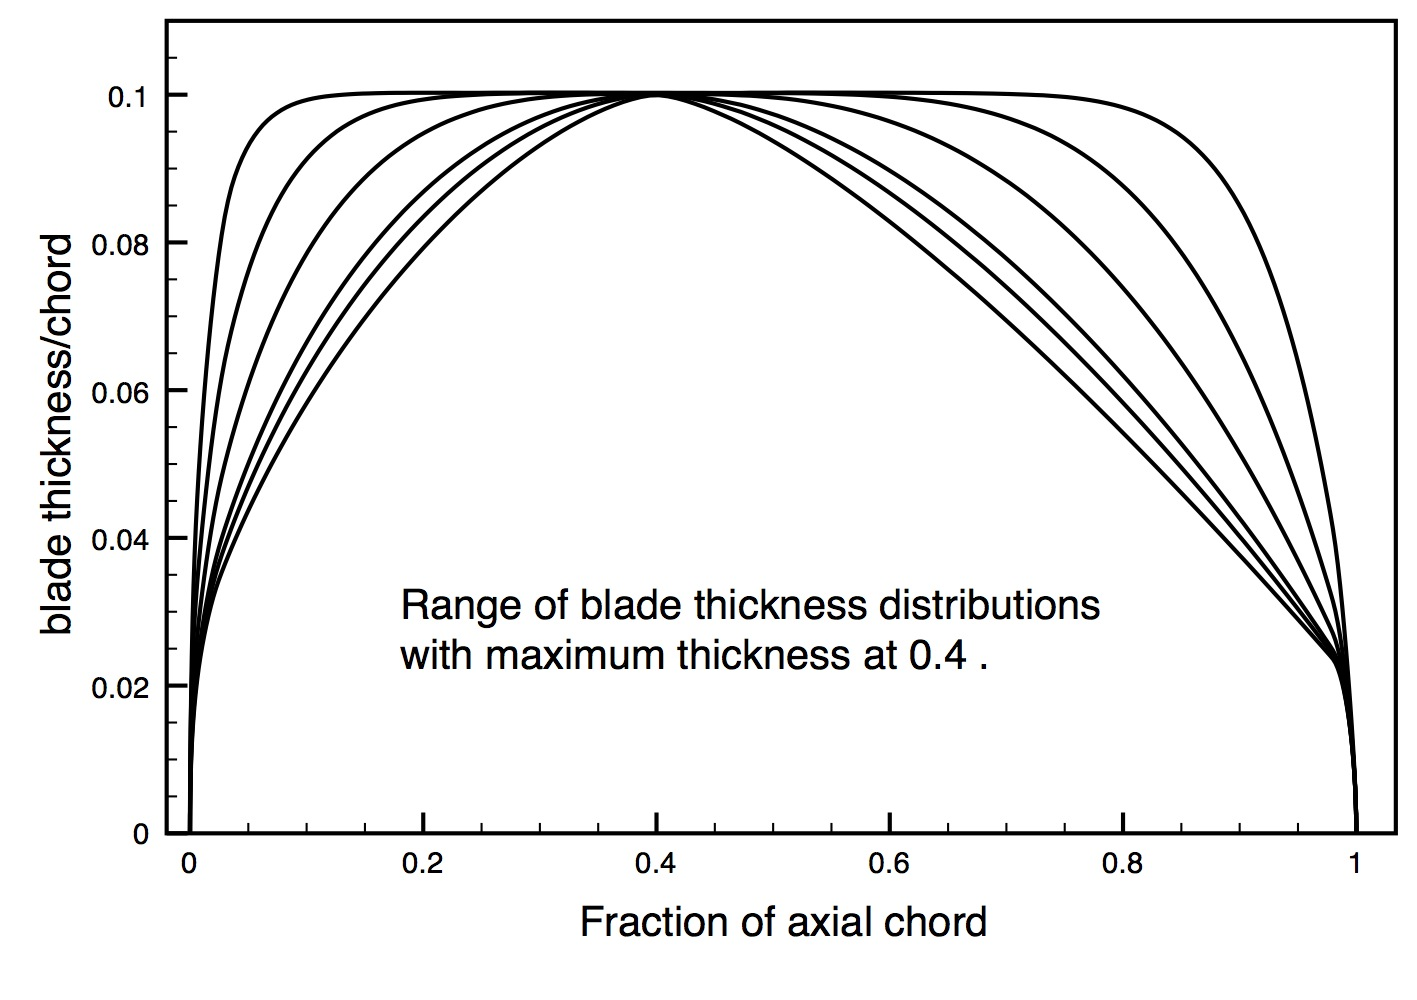 0.1
0.08
0.06
0.04
0.02
0
blade thickness/chord
Range of blade thickness distributions
with maximum thickness at 0.4 .
0 0.2 0.4 0.6 0.8 1
Fraction of axial chord